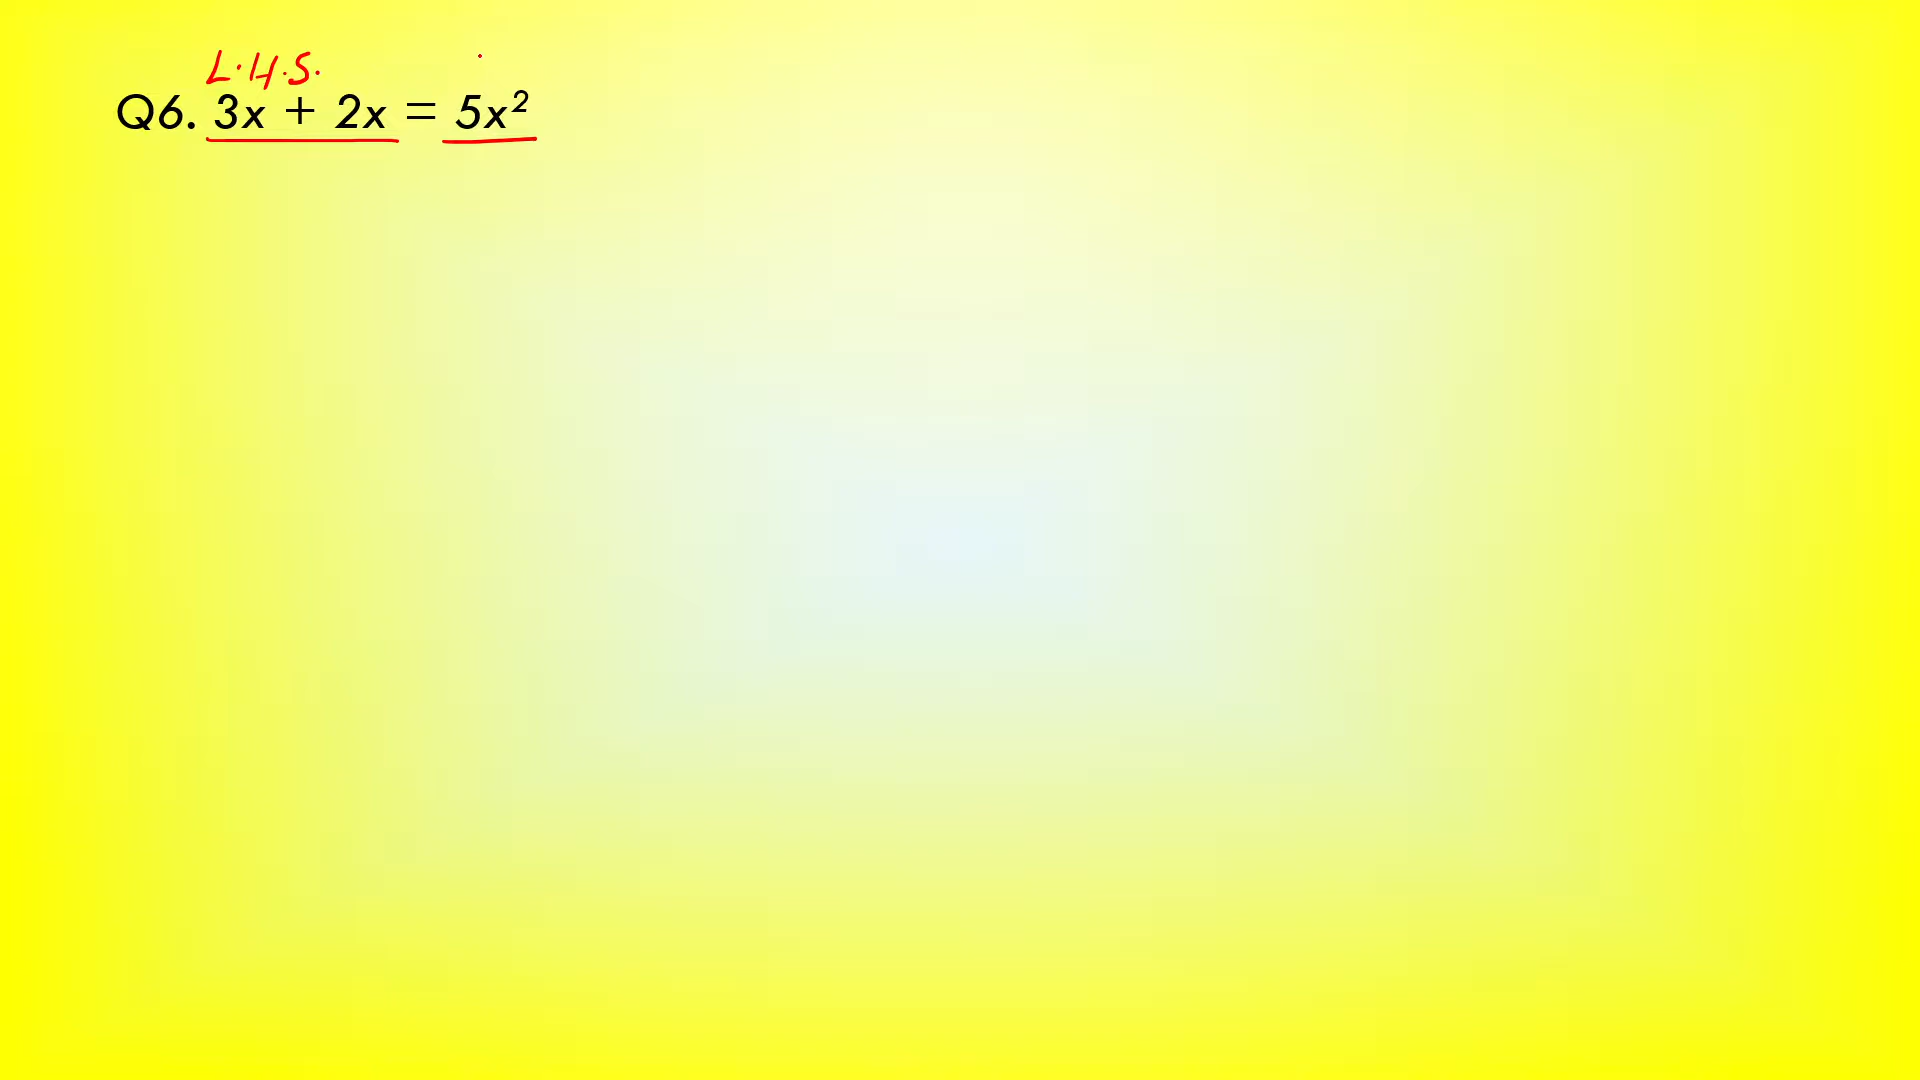 L.H.S.
Q6. 3x + 2x = 5x²